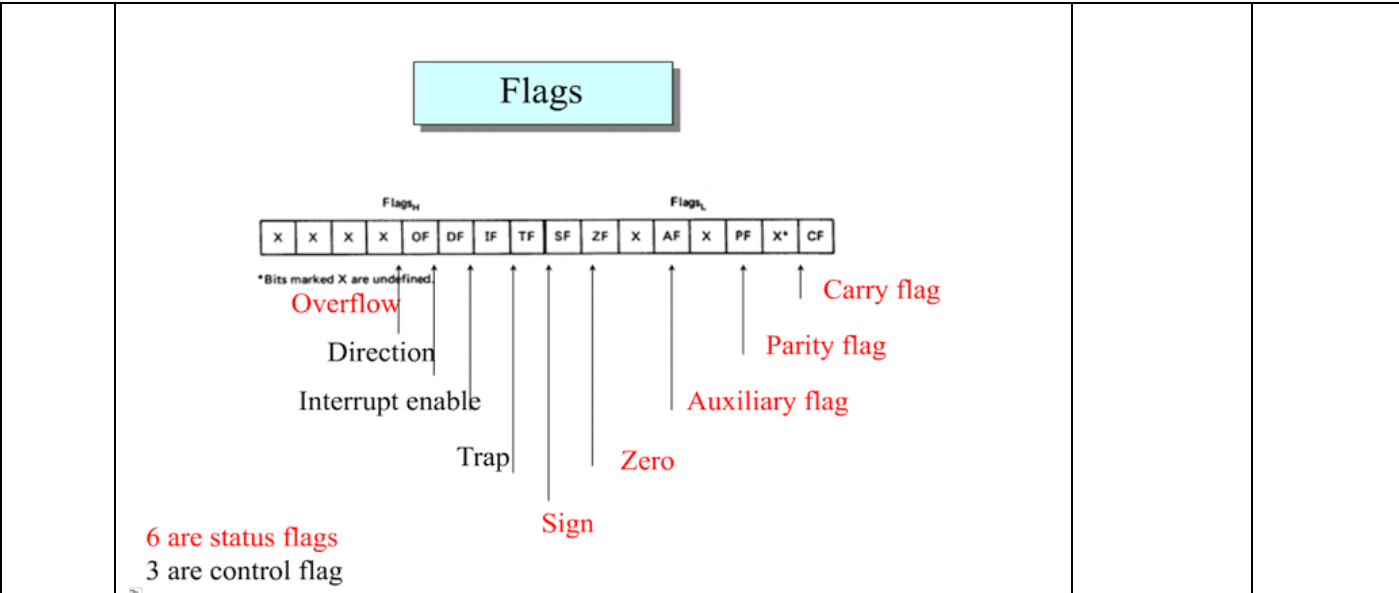 Flags
FlagsH FlagsL
X X X X OF DF IF TF SF ZF X AF X PF X* CF
*Bits marked X are undefined.
Overflow
Carry flag
Direction
Parity flag
Interrupt enable
Auxiliary flag
Trap
Zero
Sign
6 are status flags
3 are control flag